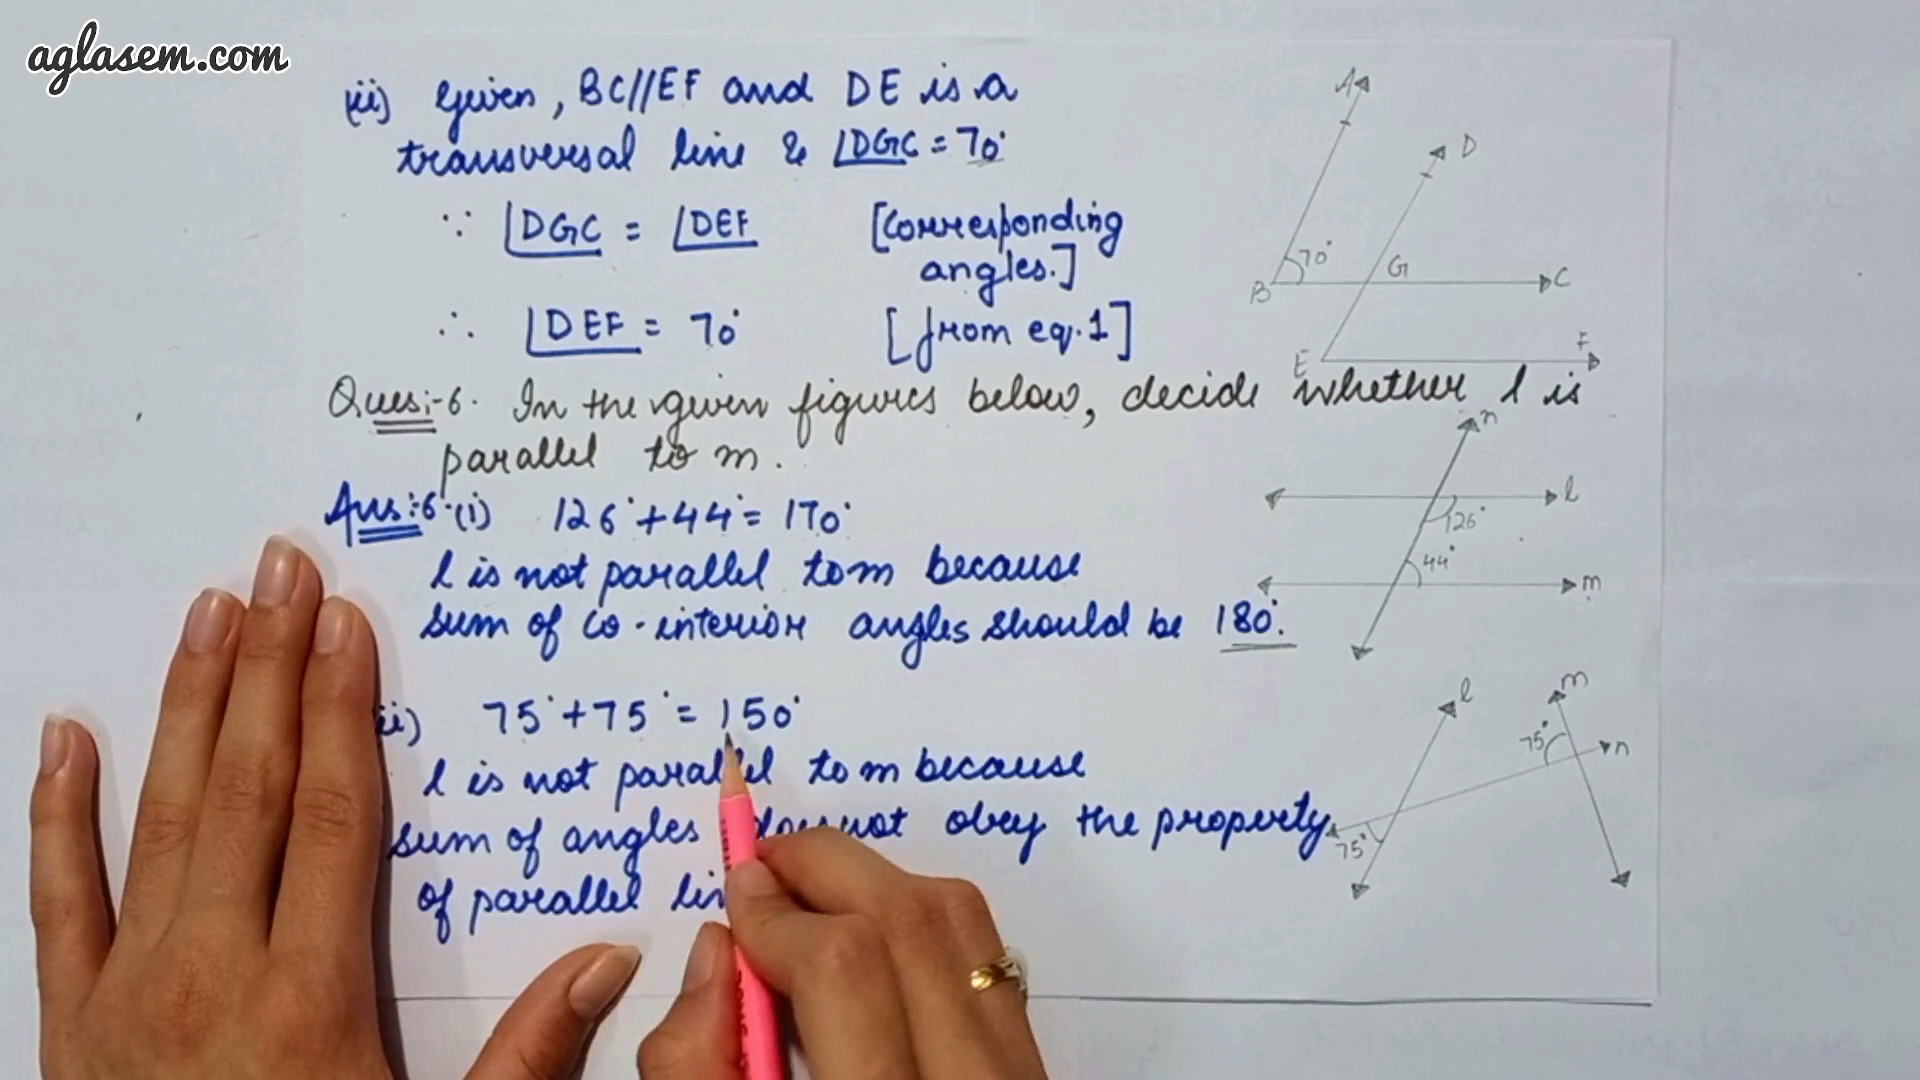 aglasem.com
(ii) Given, BC//EF and DE is a
transversal line & ∠DGC = 70°
∵ ∠DGC = ∠DEF [corresponding
angles.]
∴ ∠DEF = 70° [from eq.1]
Ques:-6. In the given figures below, decide whether l is
parallel to m.
Ans:-6.(i) 126° + 44° = 170°
l is not parallel to m because
sum of co-interior angles should be 180°.
ii) 75° + 75° = 150°
l is not parallel to m because
sum of angles does not obey the property
of parallel lin
A
D
70°
G
B
C
E
F
n
l
126°
44°
m
l
m
75°
n
75°